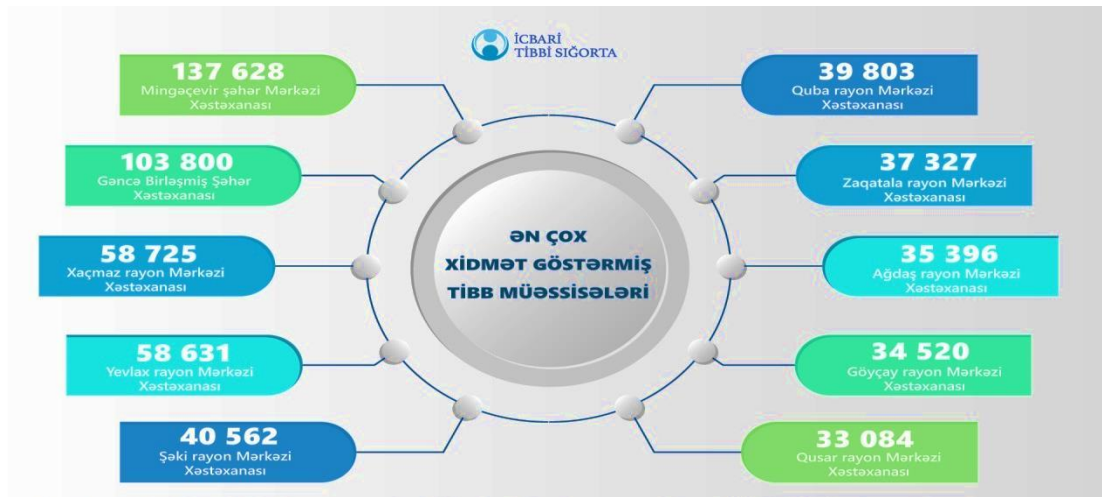 İCBARİ
TİBBİ SIĞORTA
137 628
Mingəçevir şəhər Mərkəzi
Xəstəxanası
103 800
Gəncə Birləşmiş Şəhər
Xəstəxanası
58 725
Xaçmaz rayon Mərkəzi
Xəstəxanası
58 631
Yevlax rayon Mərkəzi
Xəstəxanası
40 562
Şəki rayon Mərkəzi
Xəstəxanası
ƏN ÇOX
XİDMƏT GÖSTƏRMİŞ
TİBB MÜƏSSİSƏLƏRİ
39 803
Quba rayon Mərkəzi
Xəstəxanası
37 327
Zaqatala rayon Mərkəzi
Xəstəxanası
35 396
Ağdaş rayon Mərkəzi
Xəstəxanası
34 520
Göyçay rayon Mərkəzi
Xəstəxanası
33 084
Qusar rayon Mərkəzi
Xəstəxanası